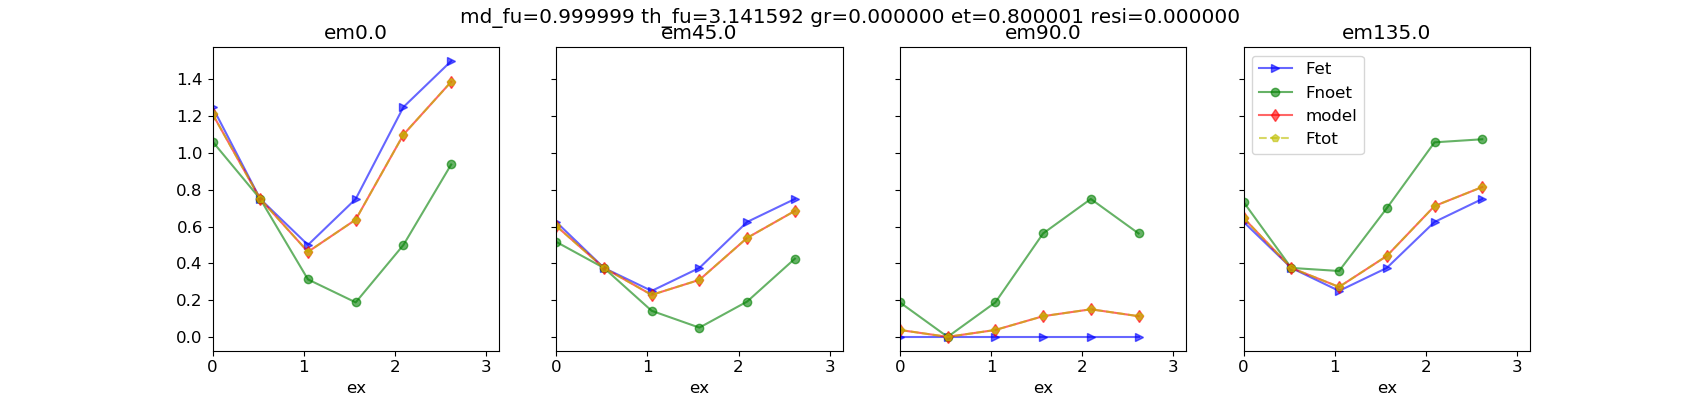 md_fu=0.999999 th_fu=3.141592 gr=0.000000 et=0.800001 resi=0.000000
em0.0 em45.0 em90.0 em135.0
1.4
1.2
1.0
0.8
0.6
0.4
0.2
0.0
Fet
Fnoet
model
Ftot
0 1 2 3 0 1 2 3 0 1 2 3 0 1 2 3
ex ex ex ex